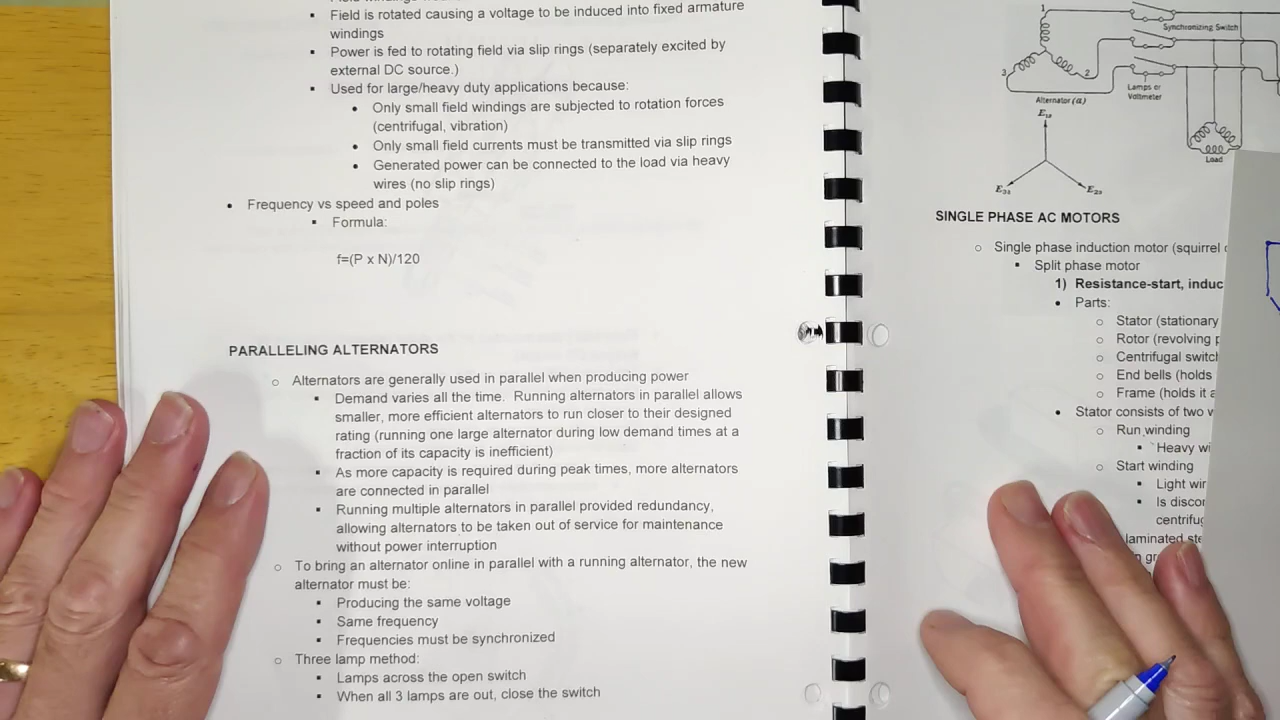 Field is rotated causing a voltage to be induced into fixed armature
windings
Power is fed to rotating field via slip rings (separately excited by
external DC source.)
Used for large/heavy duty applications because:
Only small field windings are subjected to rotation forces
(centrifugal, vibration)
Only small field currents must be transmitted via slip rings
Generated power can be connected to the load via heavy
wires (no slip rings)
Frequency vs speed and poles
Formula:
f=(P x N)/120
PARALLELING ALTERNATORS
Alternators are generally used in parallel when producing power
Demand varies all the time. Running alternators in parallel allows
smaller, more efficient alternators to run closer to their designed
rating (running one large alternator during low demand times at a
fraction of its capacity is inefficient)
As more capacity is required during peak times, more alternators
are connected in parallel
Running multiple alternators in parallel provided redundancy,
allowing alternators to be taken out of service for maintenance
without power interruption
To bring an alternator online in parallel with a running alternator, the new
alternator must be:
Producing the same voltage
Same frequency
Frequencies must be synchronized
Three lamp method:
Lamps across the open switch
When all 3 lamps are out, close the switch
1
Synchronizing Switch
3
2
Lamps or
Voltmeter
Alternator (a)
Load
SINGLE PHASE AC MOTORS
Single phase induction motor (squirrel
Split phase motor
1) Resistance-start, induc
Parts:
Stator (stationary
Rotor (revolving p
Centrifugal switch
End bells (holds
Frame (holds it a
Stator consists of two w
Run winding
Heavy wi
Start winding
Light wir
Is discon
centrifug
laminated ste